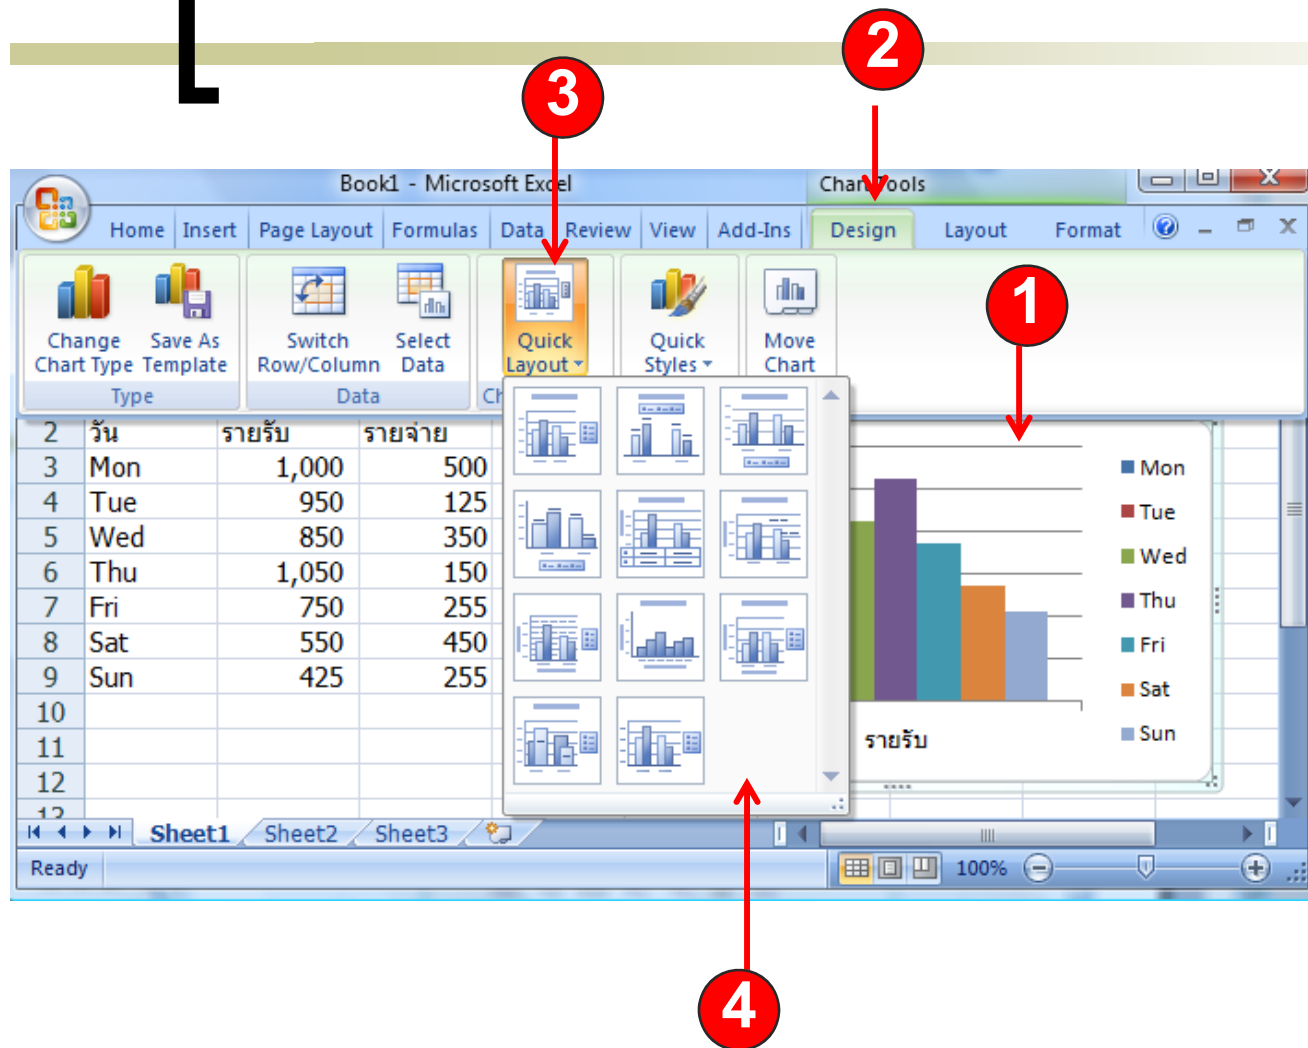 2
3
Book1 - Microsoft Excel Chart Tools
Home Insert Page Layout Formulas Data Review View Add-Ins Design Layout Format
1
Change Chart Type
Save As Template
Switch Row/Column
Select Data
Quick Layout
Quick Styles
Move Chart
Type Data
2 วัน รายรับ รายจ่าย
3 Mon 1,000 500
4 Tue 950 125
5 Wed 850 350
6 Thu 1,050 150
7 Fri 750 255
8 Sat 550 450
9 Sun 425 255
10
11
12
13
Mon
Tue
Wed
Thu
Fri
Sat
Sun
รายรับ
Sheet1 Sheet2 Sheet3
Ready 100%
4